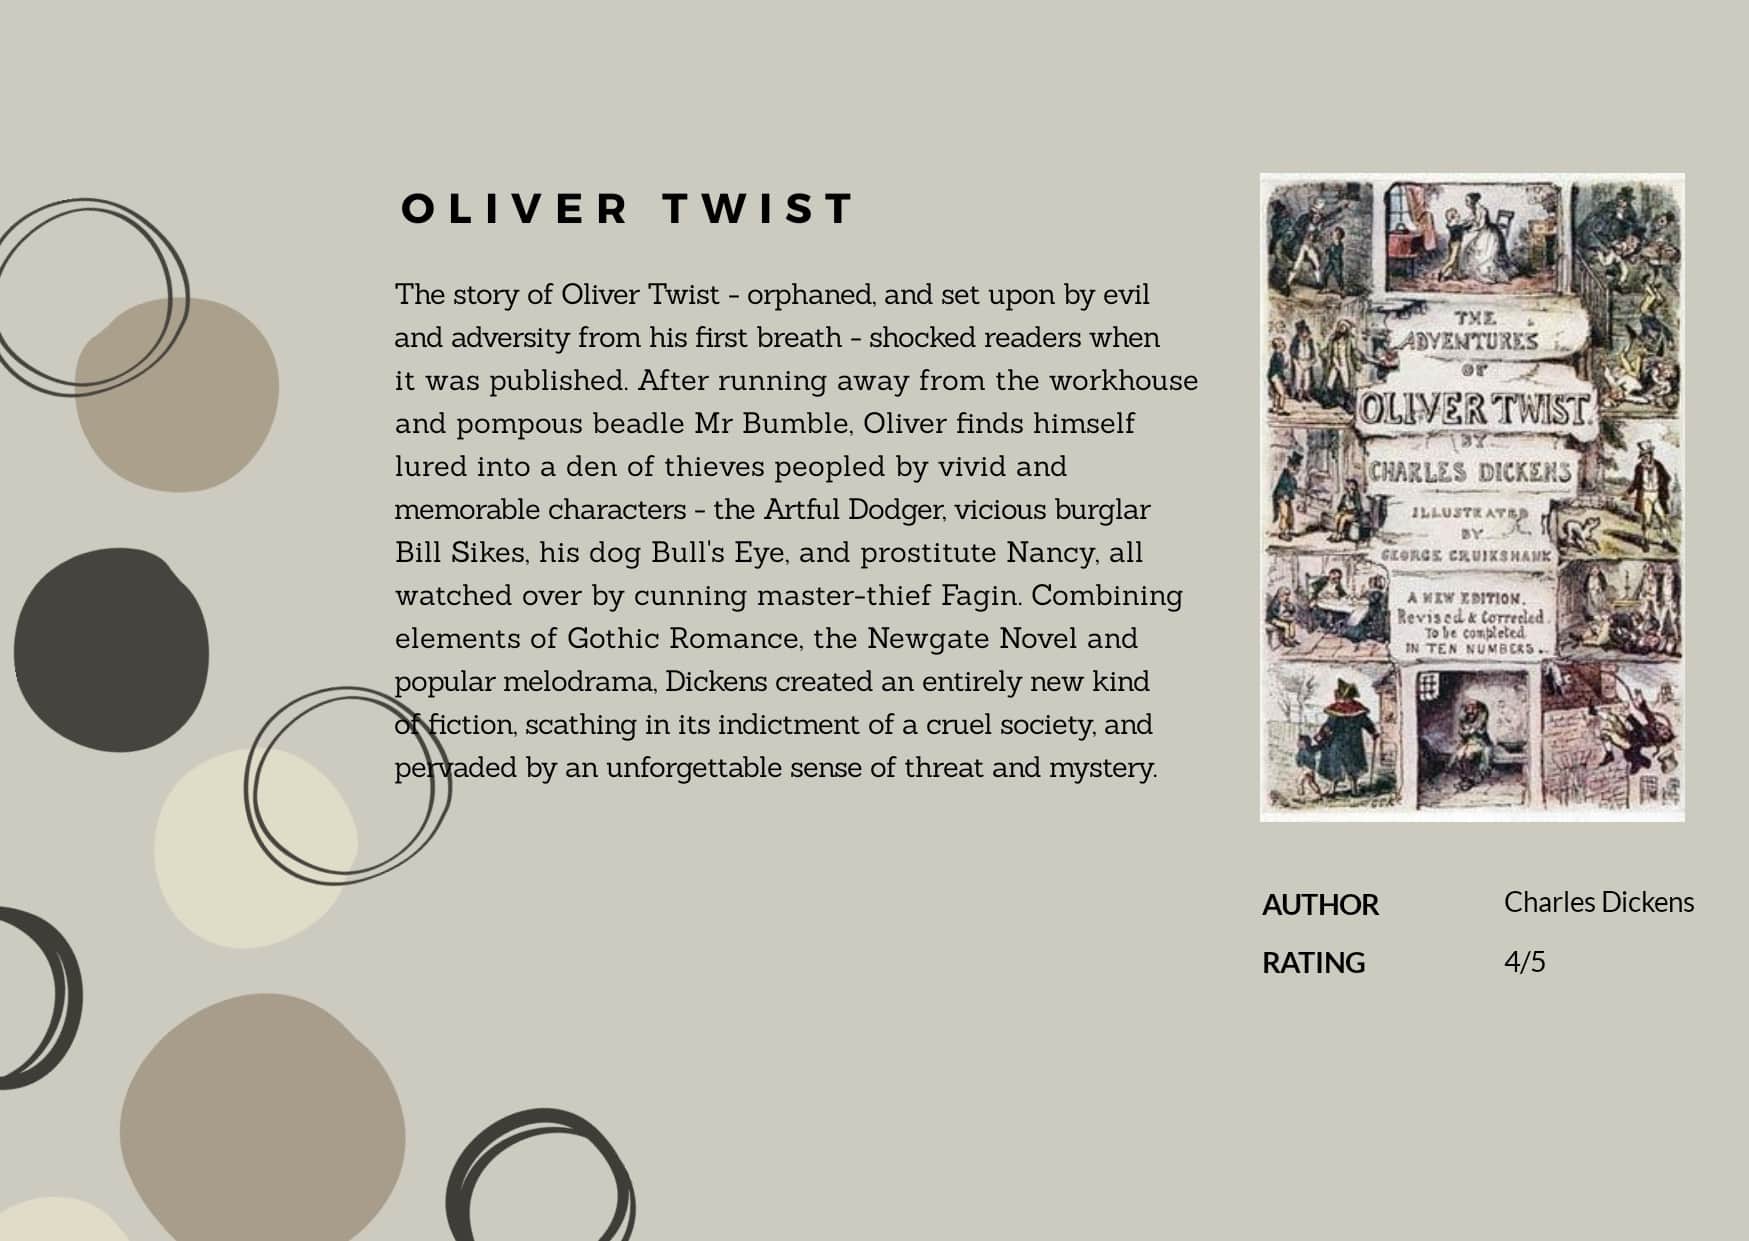 OLIVER TWIST
The story of Oliver Twist - orphaned, and set upon by evil
and adversity from his first breath - shocked readers when
it was published. After running away from the workhouse
and pompous beadle Mr Bumble, Oliver finds himself
lured into a den of thieves peopled by vivid and
memorable characters - the Artful Dodger, vicious burglar
Bill Sikes, his dog Bull's Eye, and prostitute Nancy, all
watched over by cunning master-thief Fagin. Combining
elements of Gothic Romance, the Newgate Novel and
popular melodrama, Dickens created an entirely new kind
of fiction, scathing in its indictment of a cruel society, and
pervaded by an unforgettable sense of threat and mystery.
THE
ADVENTURES
OF
OLIVER TWIST.
BY
CHARLES DICKENS
ILLUSTRATED
BY
GEORGE CRUIKSHANK
A NEW EDITION,
Revised & Corrected.
To be completed
IN TEN NUMBERS.
AUTHOR Charles Dickens
RATING 4/5